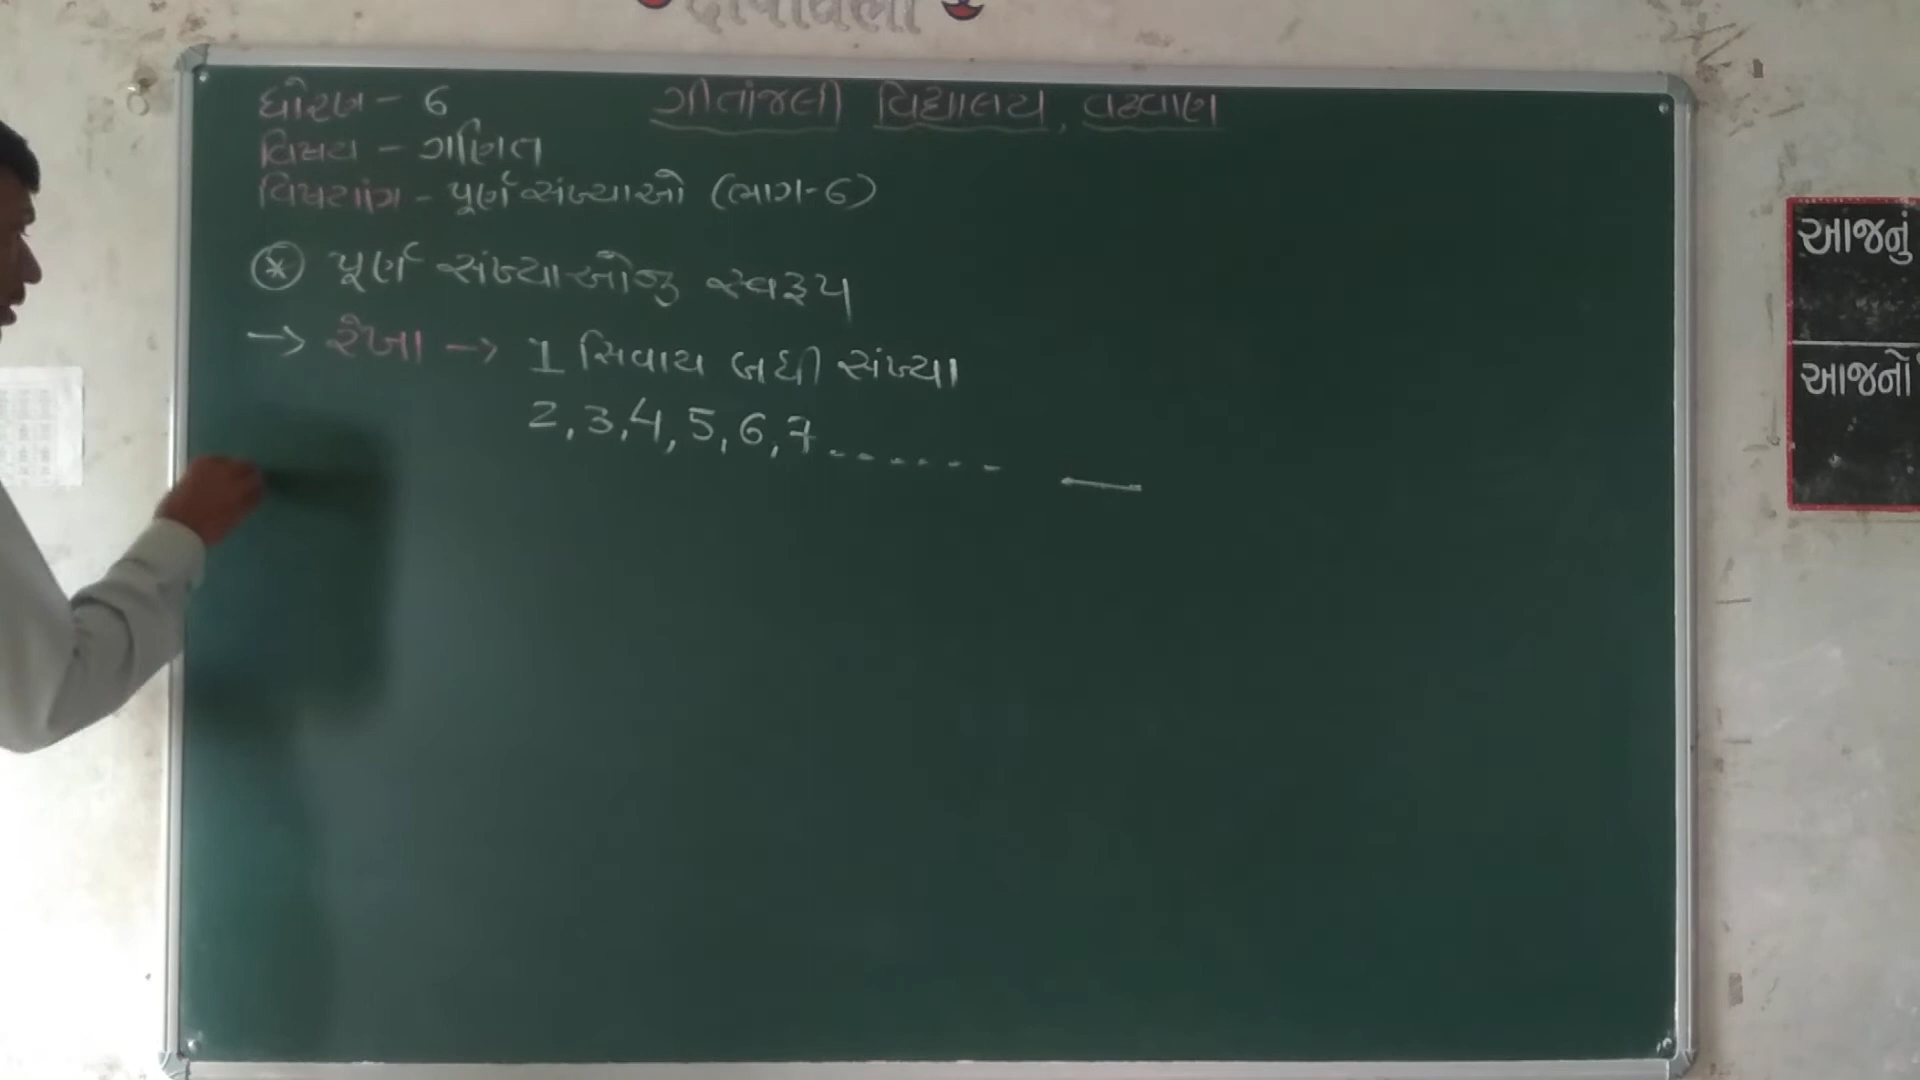 ધોરણ - 6
ગીતાંજલી વિદ્યાલય, વઢવાણ
વિષય - ગણિત
વિષયાંગ - પૂર્ણ સંખ્યાઓ (ભાગ-6)
* પૂર્ણ સંખ્યાઓનુ સ્વરૂપ
→ રેખા → 1 સિવાય બધી સંખ્યા
2, 3, 4, 5, 6, 7 .......
આજનું
આજનો